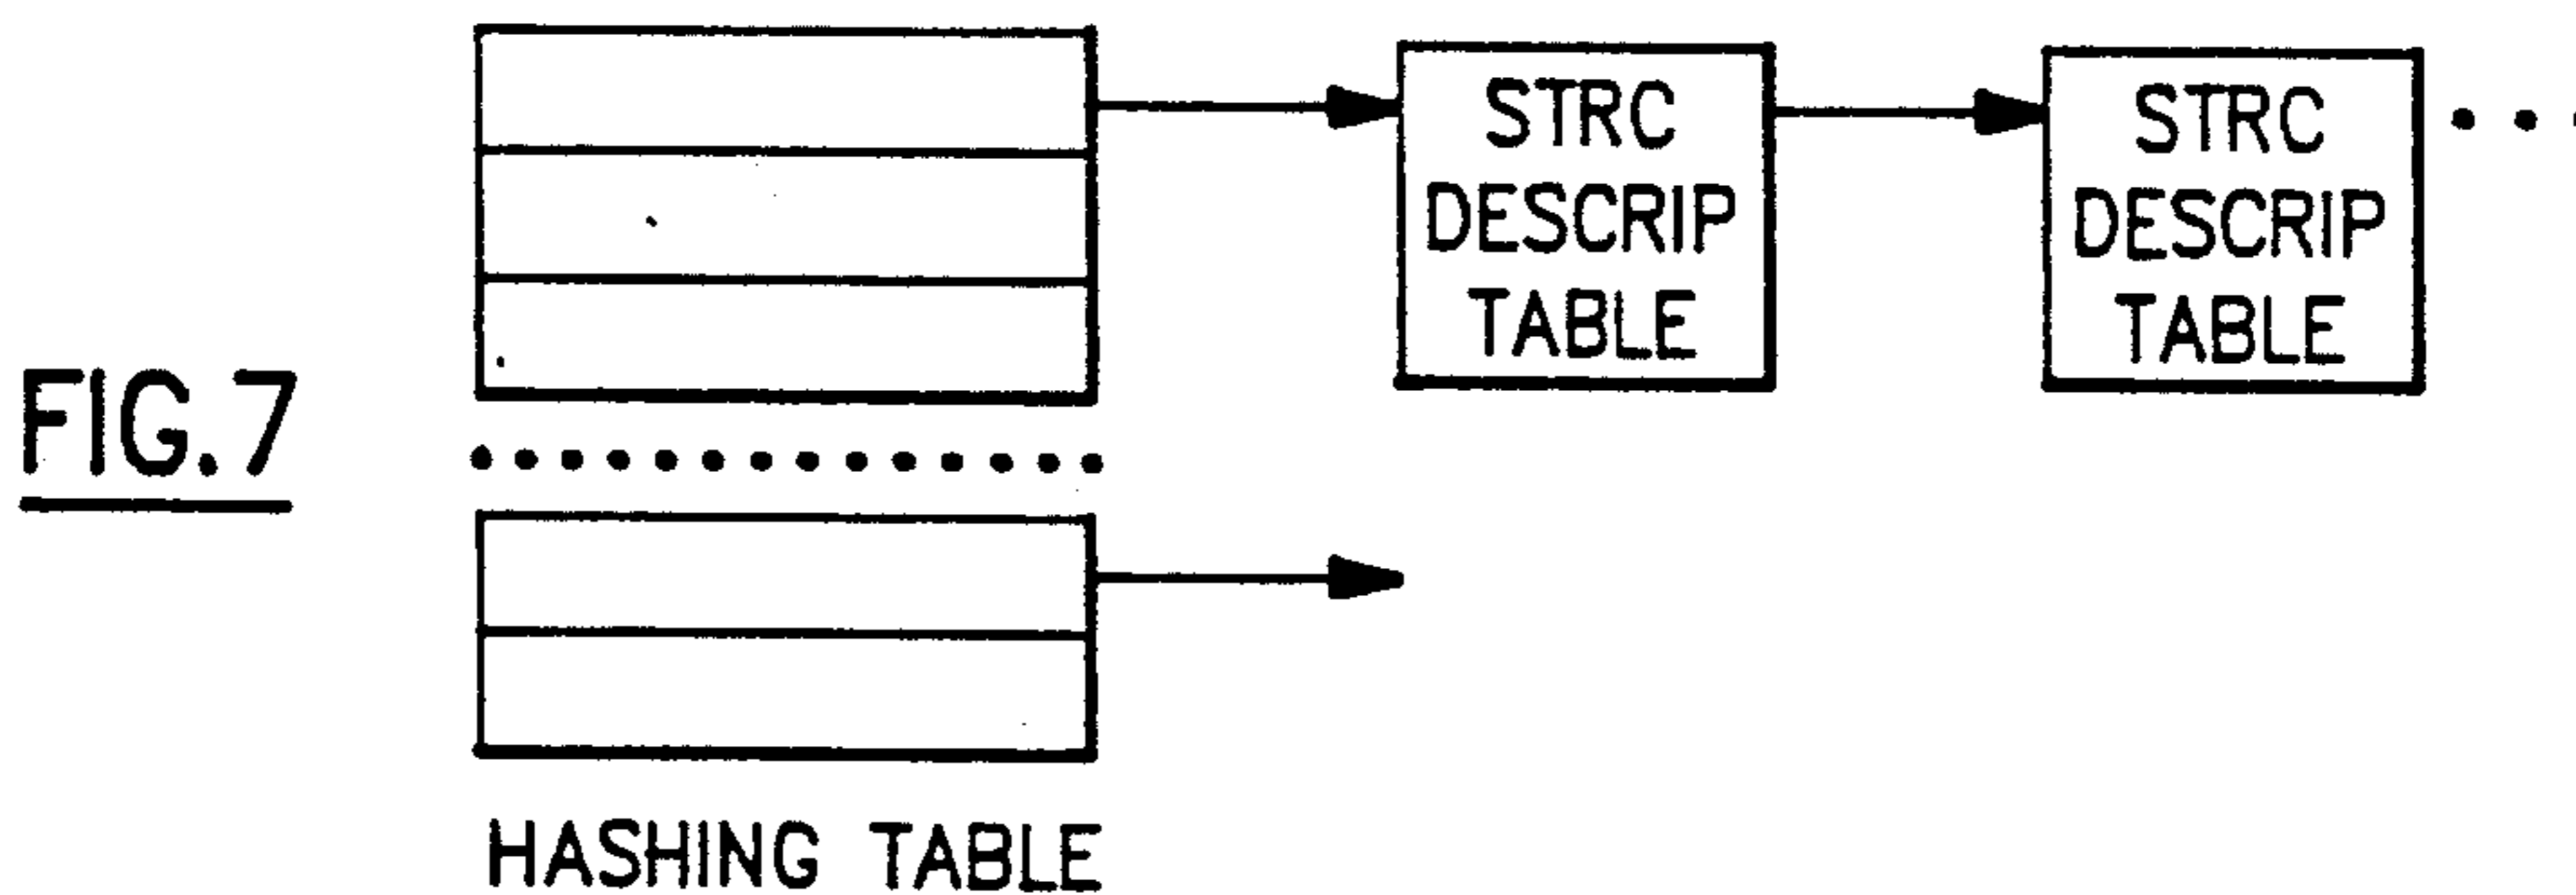 STRC
DESCRIP
TABLE
STRC
DESCRIP
TABLE
FIG.7
HASHING TABLE